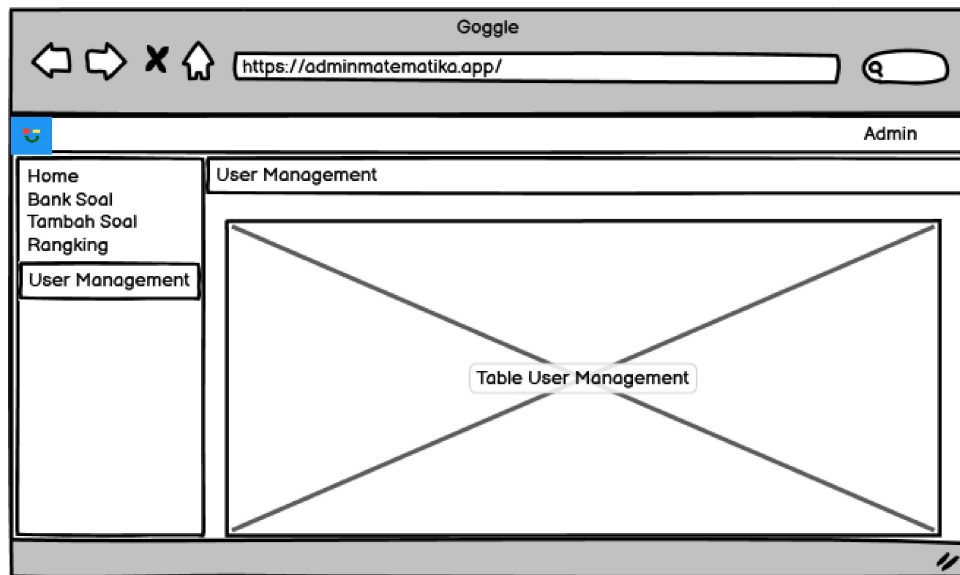 Goggle
https://adminmatematika.app/
Admin
Home
Bank Soal
Tambah Soal
Rangking
User Management
User Management
Table User Management